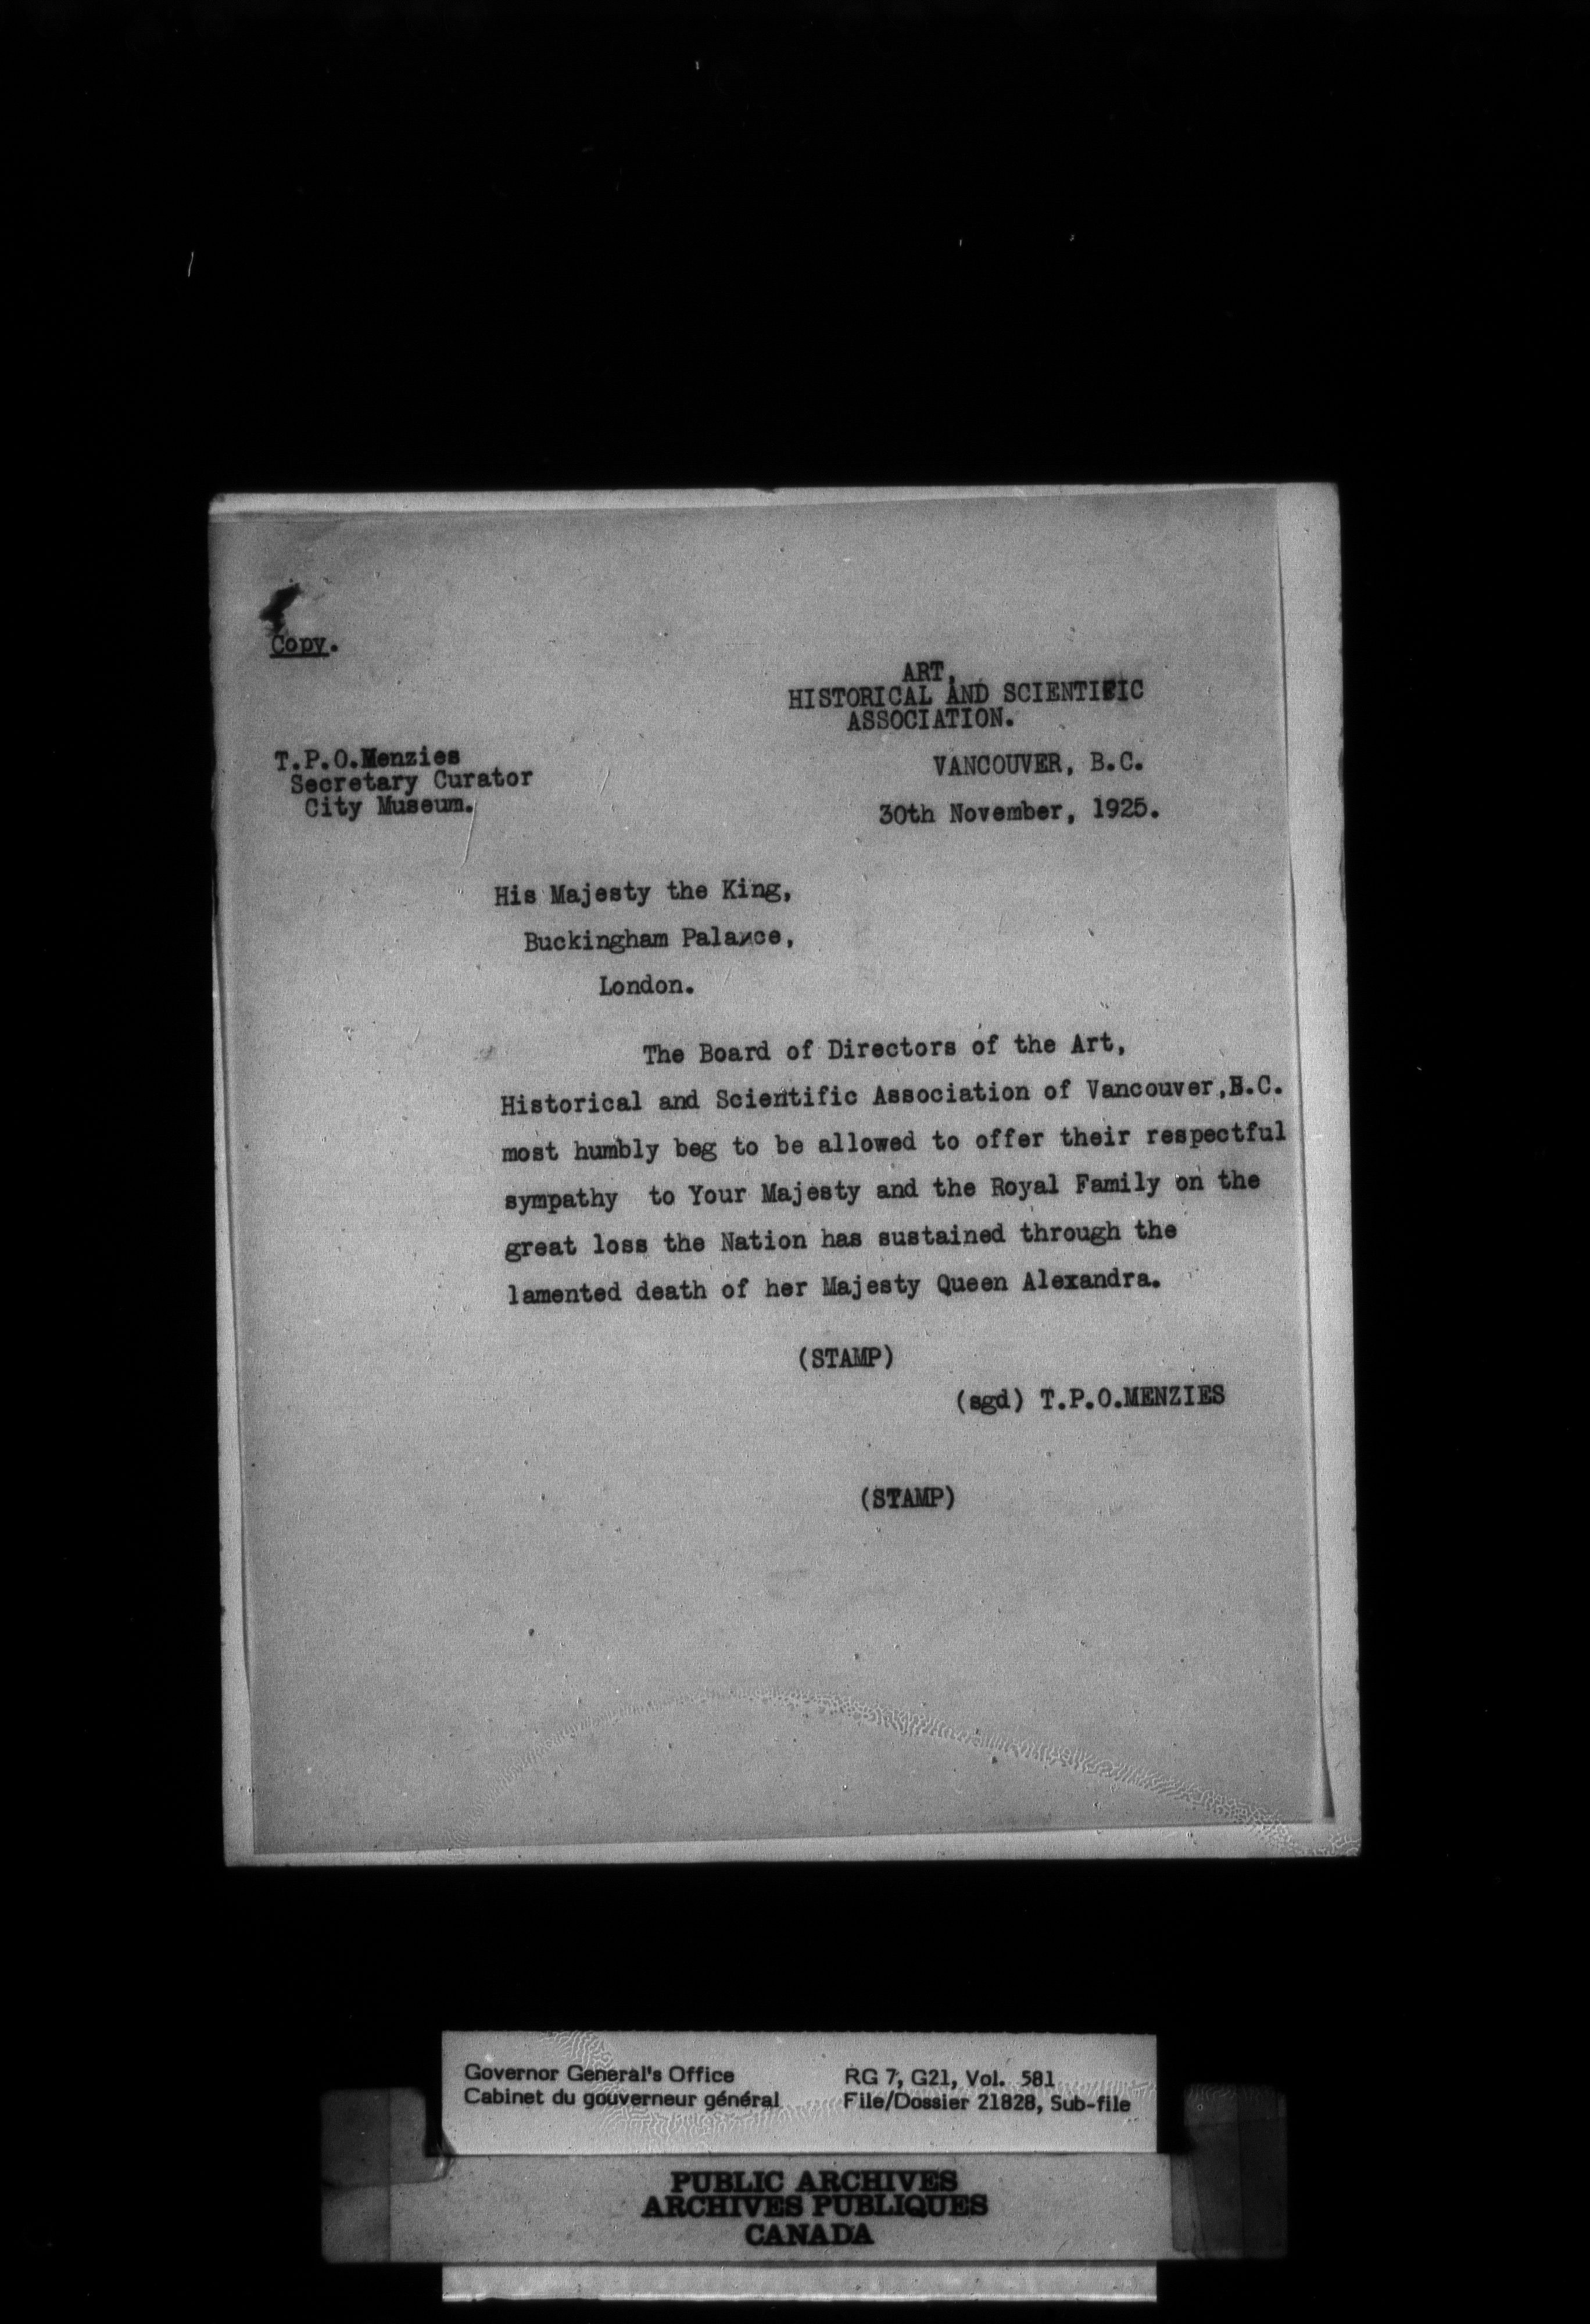 Copy.
ART,
HISTORICAL AND SCIENTIFIC
ASSOCIATION.
T.P.O.Menzies
Secretary Curator
City Museum.
VANCOUVER, B.C.
30th November, 1925.
His Majesty the King,
Buckingham Palaxce,
London.
The Board of Directors of the Art,
Historical and Scientific Association of Vancouver,B.C.
most humbly beg to be allowed to offer their respectful
sympathy to Your Majesty and the Royal Family on the
great loss the Nation has sustained through the
lamented death of her Majesty Queen Alexandra.
(STAMP)
(sgd) T.P.O.MENZIES
(STAMP)
Governor General's Office
Cabinet du gouverneur général
RG 7, G21, Vol. 581
File/Dossier 21828, Sub-file
PUBLIC ARCHIVES
ARCHIVES PUBLIQUES
CANADA